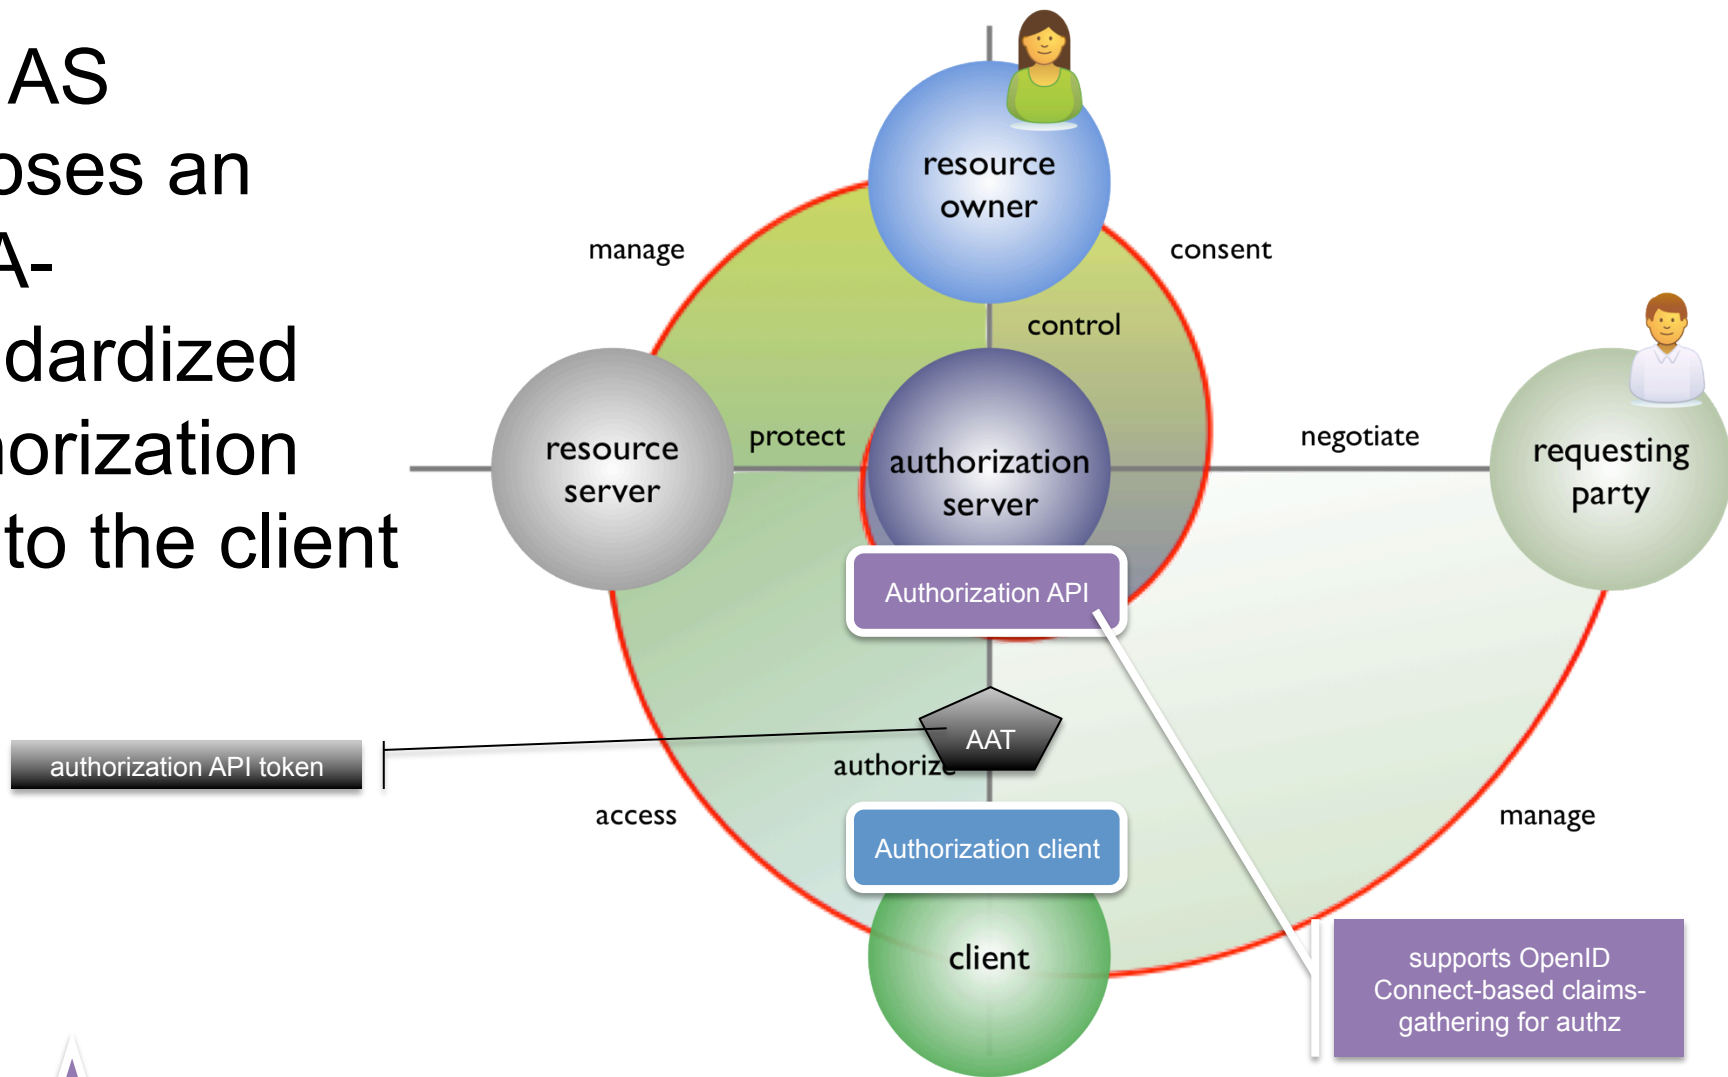 AS
oses an
A-
dardized
horization
to the client
resource
owner
manage
consent
control
resource
server
protect
authorization
server
negotiate
requesting
party
Authorization API
AAT
authorization API token
authorize
access
manage
Authorization client
client
supports OpenID
Connect-based claims-
gathering for authz